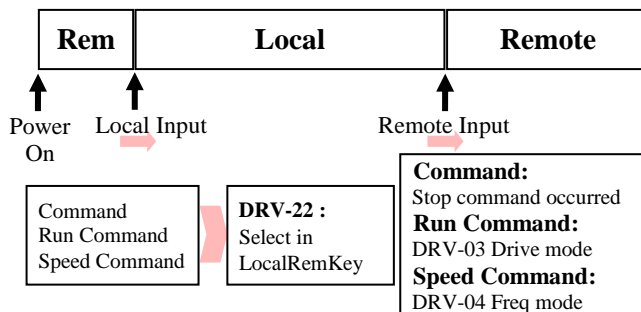 Rem
Local
Remote
Power
On
Local Input
Remote Input
Command
Run Command
Speed Command
DRV-22 :
Select in
LocalRemKey
Command:
Stop command occurred
Run Command:
DRV-03 Drive mode
Speed Command:
DRV-04 Freq mode